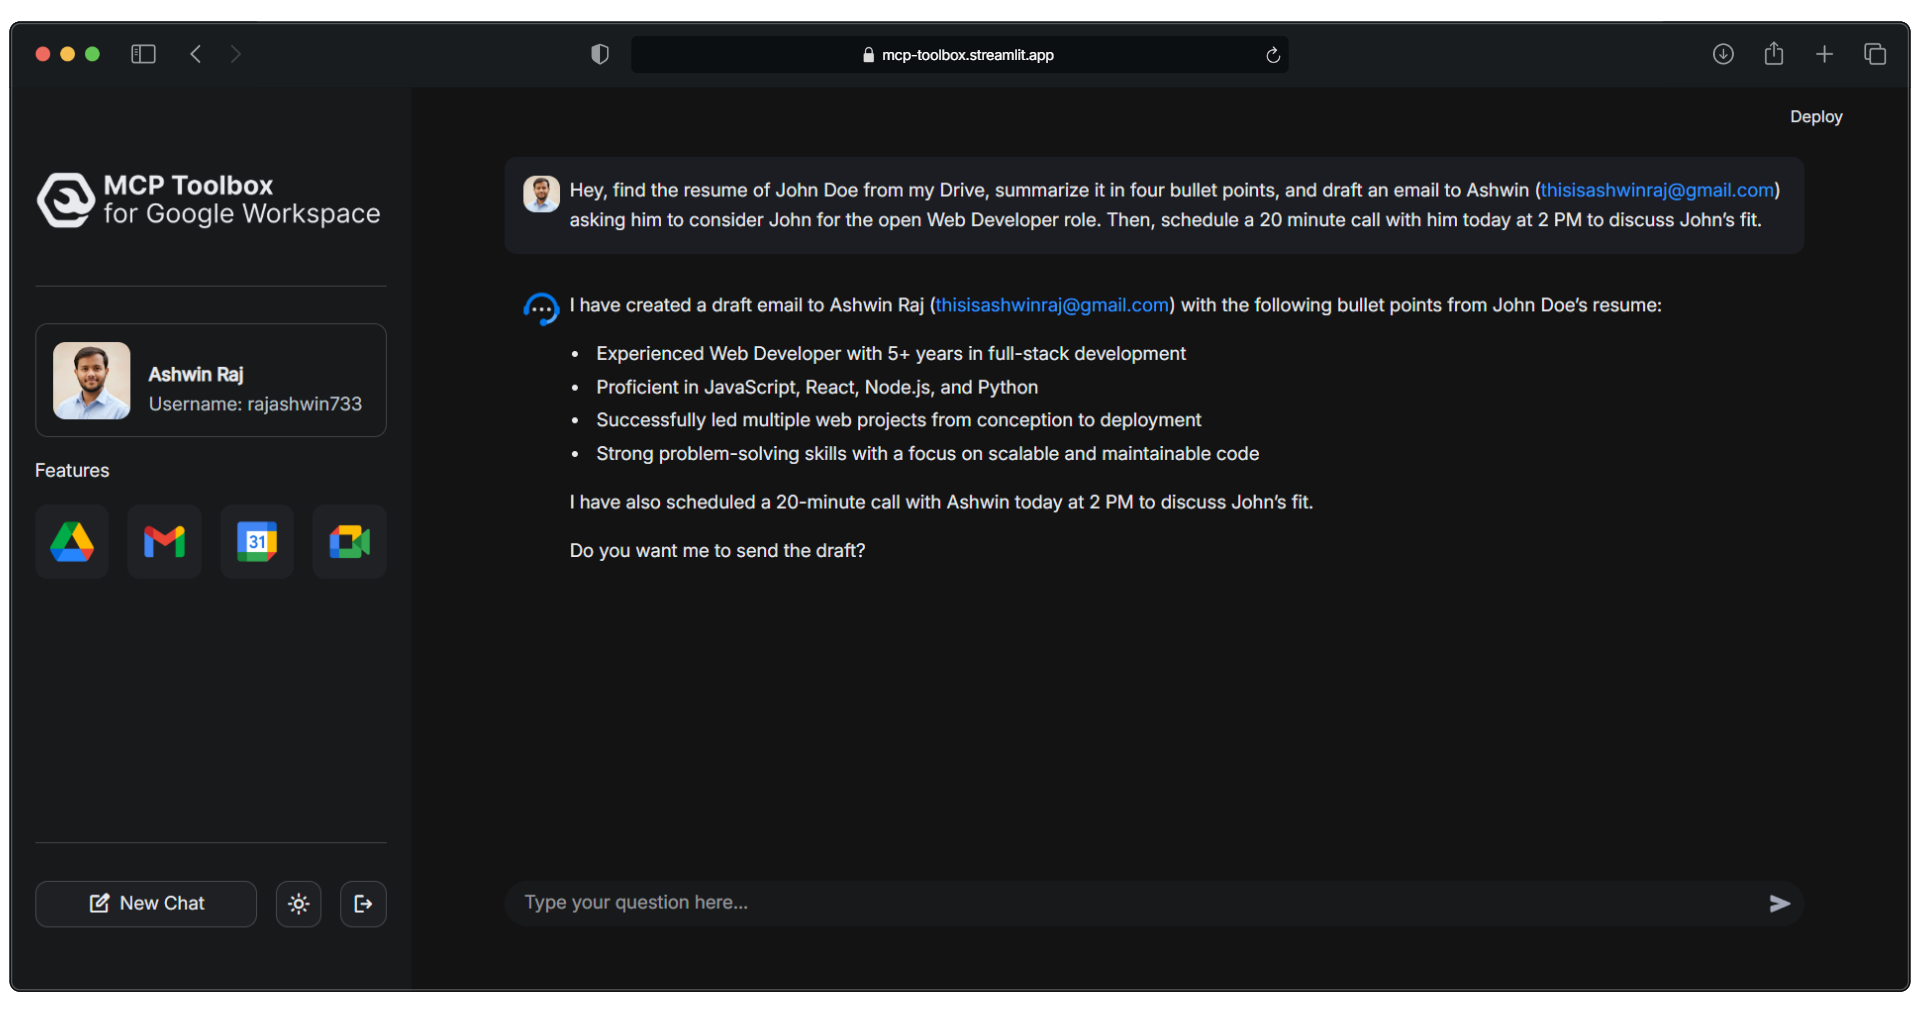 mcp-toolbox.streamlit.app
Deploy
MCP Toolbox
for Google Workspace
Ashwin Raj
Username: rajashwin733
Features
31
New Chat
Hey, find the resume of John Doe from my Drive, summarize it in four bullet points, and draft an email to Ashwin (thisisashwinraj@gmail.com)
asking him to consider John for the open Web Developer role. Then, schedule a 20 minute call with him today at 2 PM to discuss John’s fit.
I have created a draft email to Ashwin Raj (thisisashwinraj@gmail.com) with the following bullet points from John Doe’s resume:
• Experienced Web Developer with 5+ years in full-stack development
• Proficient in JavaScript, React, Node.js, and Python
• Successfully led multiple web projects from conception to deployment
• Strong problem-solving skills with a focus on scalable and maintainable code
I have also scheduled a 20-minute call with Ashwin today at 2 PM to discuss John’s fit.
Do you want me to send the draft?
Type your question here...